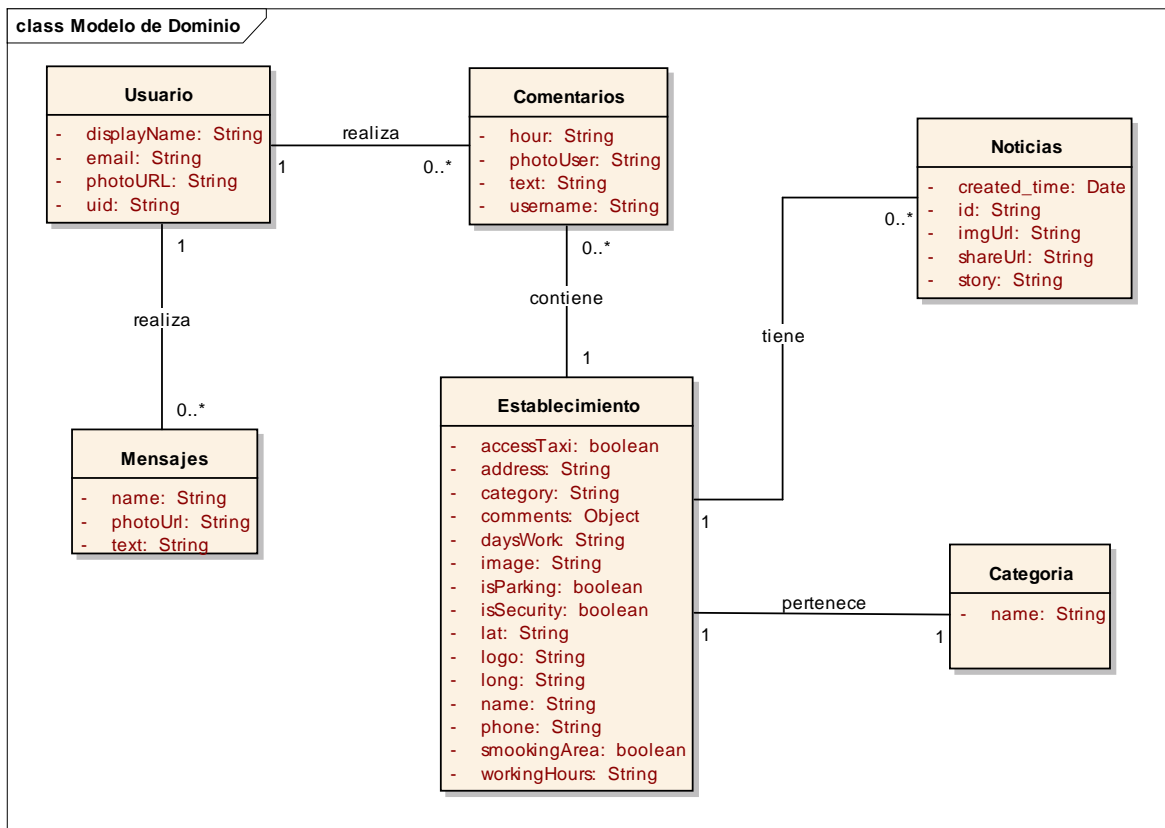 class Modelo de Dominio
Usuario
- displayName: String
- email: String
- photoURL: String
- uid: String
realiza
1
0..*
Comentarios
- hour: String
- photoUser: String
- text: String
- username: String
Noticias
- created_time: Date
- id: String
- imgUrl: String
- shareUrl: String
- story: String
0..*
1
realiza
0..*
0..*
contiene
1
tiene
1
Mensajes
- name: String
- photoUrl: String
- text: String
Establecimiento
- accessTaxi: boolean
- address: String
- category: String
- comments: Object
- daysWork: String
- image: String
- isParking: boolean
- isSecurity: boolean
- lat: String
- logo: String
- long: String
- name: String
- phone: String
- smookingArea: boolean
- workingHours: String
pertenece
1
1
Categoria
- name: String